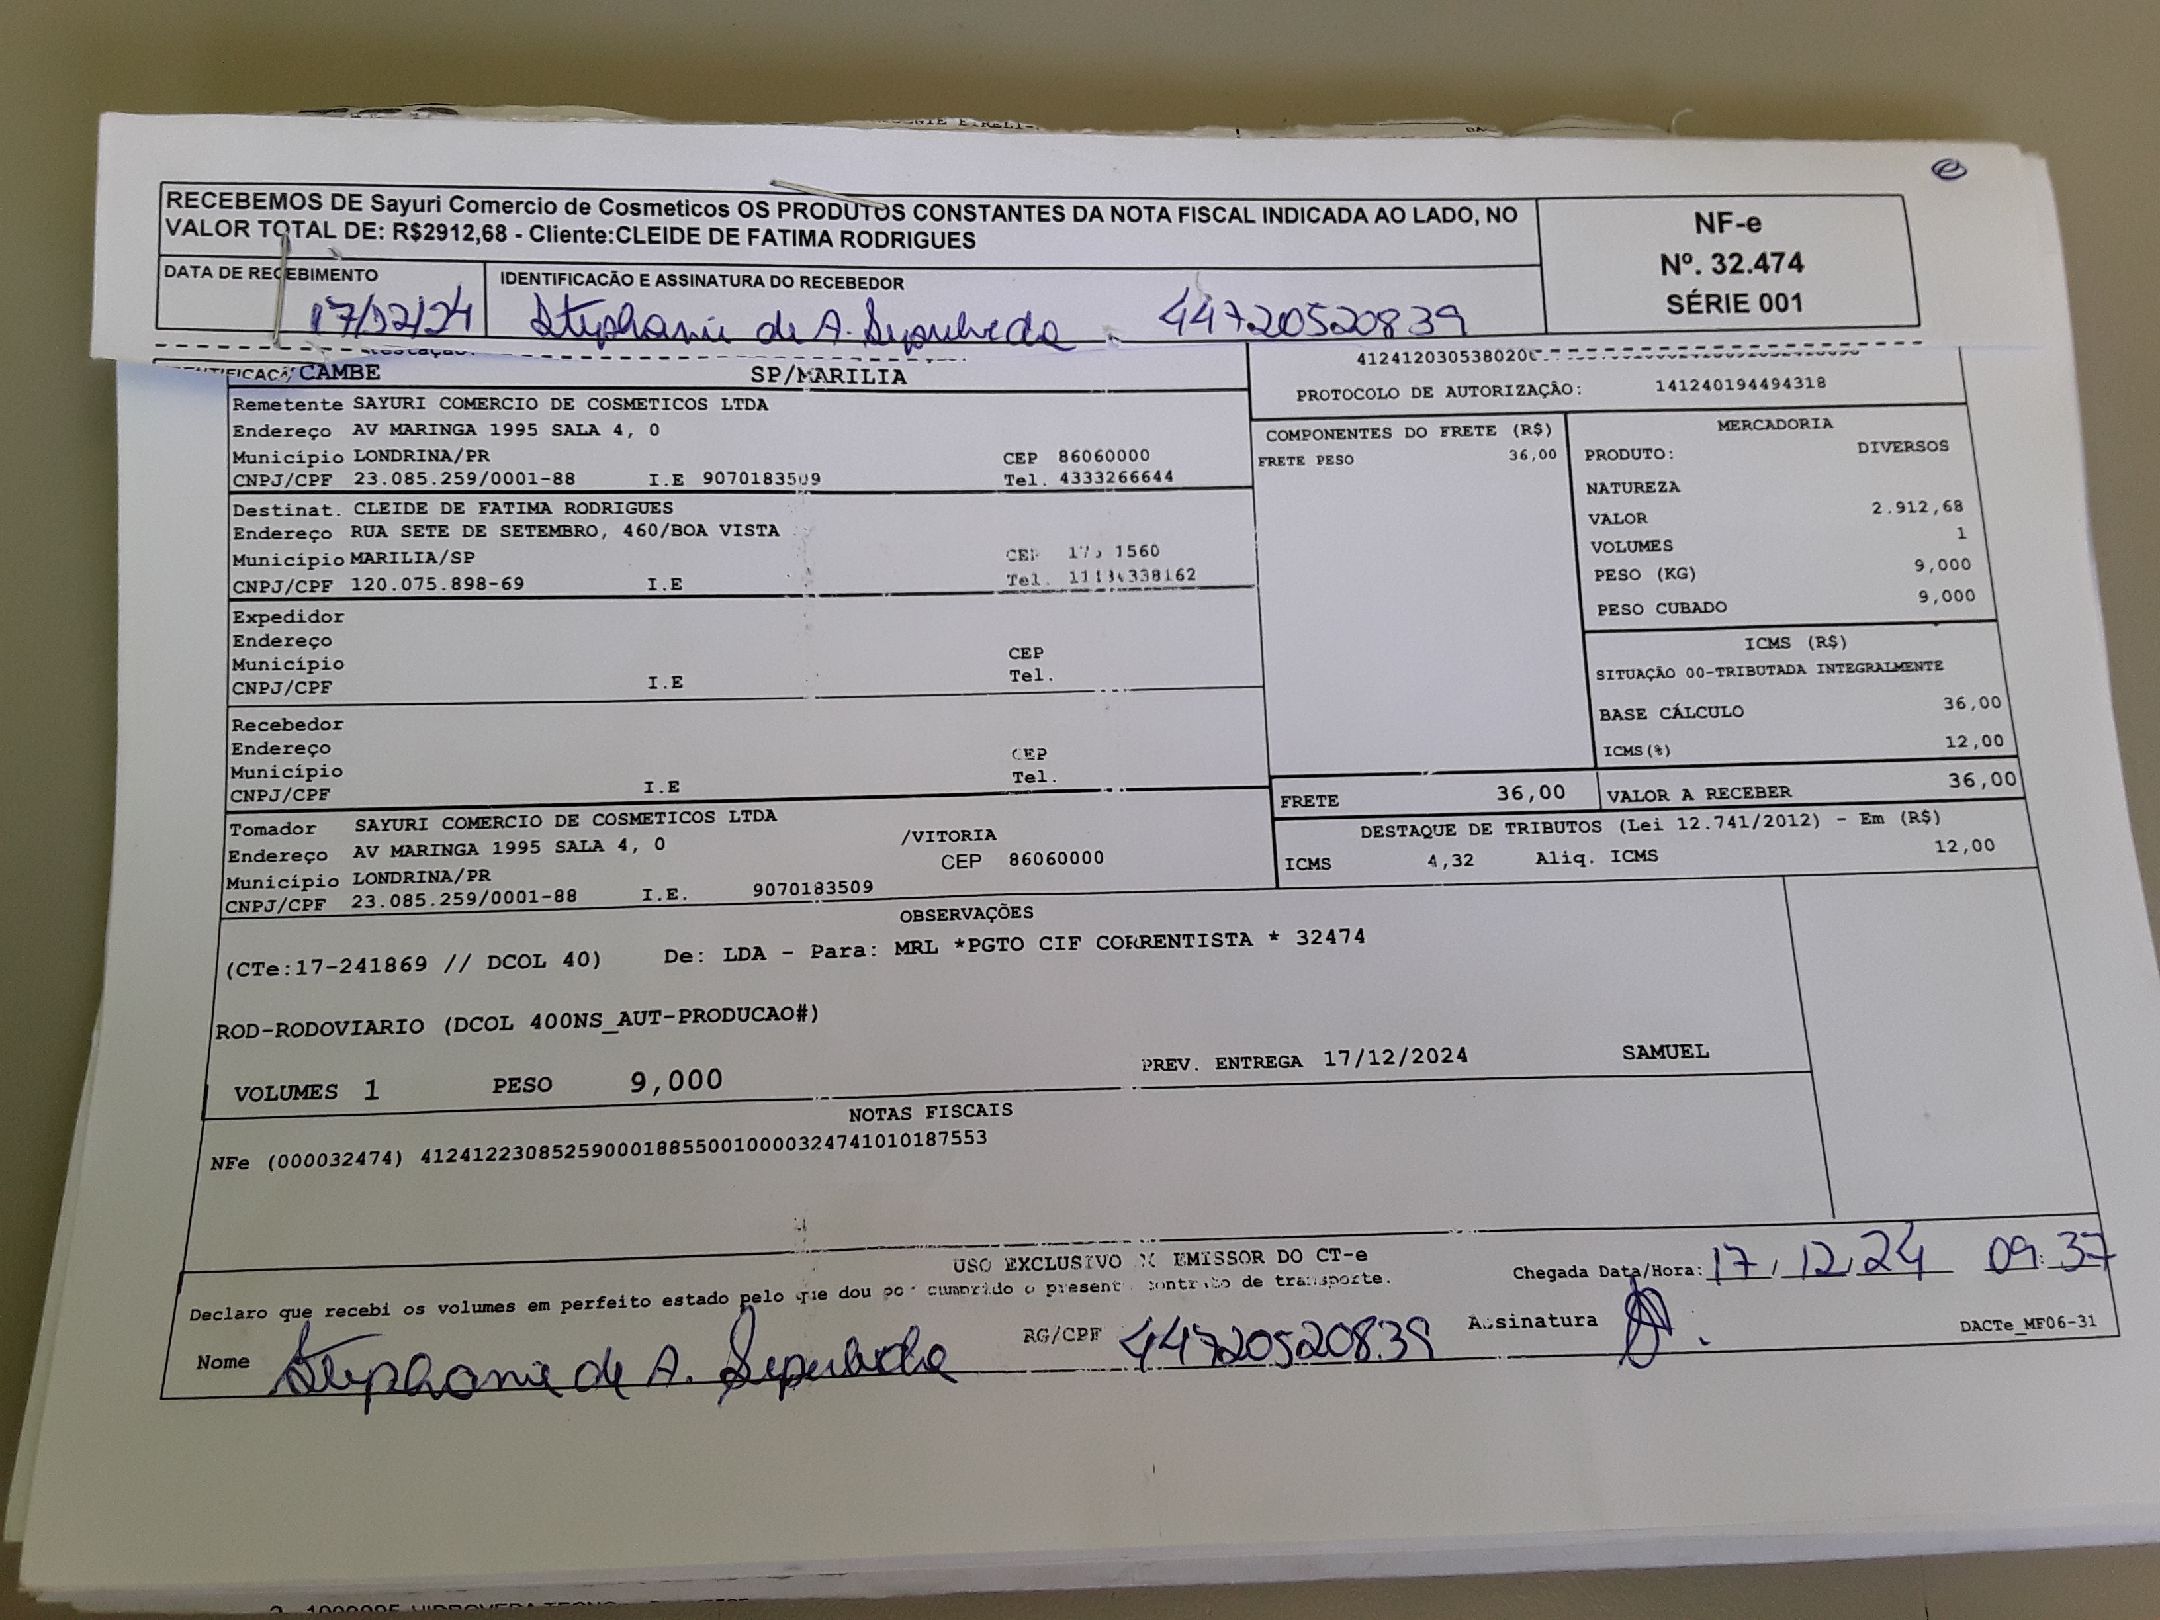 RECEBEMOS DE Sayuri Comercio de Cosmeticos OS PRODUTOS CONSTANTES DA NOTA FISCAL INDICADA AO LADO, NO
VALOR TOTAL DE: R$2912,68 - Cliente:CLEIDE DE FATIMA RODRIGUES
NF-e
Nº. 32.474
SÉRIE 001
DATA DE RECEBIMENTO
17/12/24
IDENTIFICAÇÃO E ASSINATURA DO RECEBEDOR
Stephanie de A. Sepulveda 44720520839
CAMBE SP/MARILIA
PROTOCOLO DE AUTORIZAÇÃO: 141240194494318
Remetente SAYURI COMERCIO DE COSMETICOS LTDA
Endereço AV MARINGA 1995 SALA 4, 0
Município LONDRINA/PR CEP 86060000
CNPJ/CPF 23.085.259/0001-88 I.E 9070183509 Tel. 4333266644
Destinat. CLEIDE DE FATIMA RODRIGUES
Endereço RUA SETE DE SETEMBRO, 460/BOA VISTA
Município MARILIA/SP CEP
CNPJ/CPF 120.075.898-69 I.E Tel.
Expedidor
Endereço
Município CEP
CNPJ/CPF I.E Tel.
Recebedor
Endereço
Município CEP
CNPJ/CPF I.E Tel.
Tomador SAYURI COMERCIO DE COSMETICOS LTDA
Endereço AV MARINGA 1995 SALA 4, 0 /VITORIA
Município LONDRINA/PR CEP 86060000
CNPJ/CPF 23.085.259/0001-88 I.E. 9070183509
COMPONENTES DO FRETE (R$)
FRETE PESO 36,00
MERCADORIA
PRODUTO: DIVERSOS
NATUREZA
VALOR 2.912,68
VOLUMES 1
PESO (KG) 9,000
PESO CUBADO 9,000
ICMS (R$)
SITUAÇÃO 00-TRIBUTADA INTEGRALMENTE
BASE CÁLCULO 36,00
ICMS(%) 12,00
FRETE 36,00 VALOR A RECEBER 36,00
DESTAQUE DE TRIBUTOS (Lei 12.741/2012) - Em (R$)
ICMS 4,32 Aliq. ICMS 12,00
OBSERVAÇÕES
(CTe:17-241869 // DCOL 40) De: LDA - Para: MRL *PGTO CIF CORRENTISTA * 32474
ROD-RODOVIARIO (DCOL 400NS_AUT-PRODUCAO#)
VOLUMES 1 PESO 9,000 PREV. ENTREGA 17/12/2024 SAMUEL
NOTAS FISCAIS
NFe (000032474) 41241223085259000188550010000324741010187553
USO EXCLUSIVO EMISSOR DO CT-e
Declaro que recebi os volumes em perfeito estado pelo que dou por cumprido o present contrato de transporte.
Chegada Data/Hora: 17/12/24 09:37
Nome Stephanie de A. Sepulveda RG/CPF 44720520839 Assinatura
DACTe_MF06-31